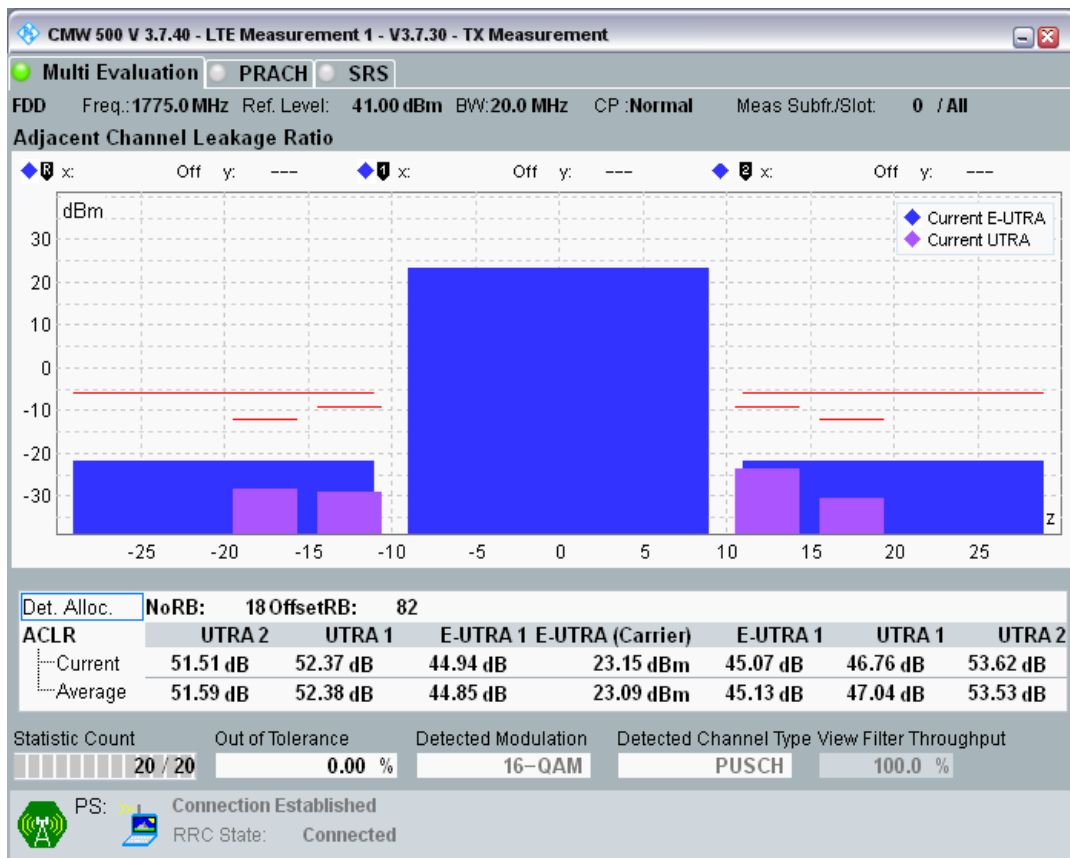 CMW 500 V 3.7.40 - LTE Measurement 1 - V3.7.30 - TX Measurement
Multi Evaluation PRACH SRS
FDD Freq.:1775.0 MHz Ref. Level: 41.00 dBm BW:20.0 MHz CP :Normal Meas Subfr./Slot: 0 / All
Adjacent Channel Leakage Ratio
R x: Off y: --- 1 x: Off y: --- 2 x: Off y: ---
dBm
Current E-UTRA
Current UTRA
30
20
10
0
-10
-20
-30
z
-25 -20 -15 -10 -5 0 5 10 15 20 25
Det. Alloc. NoRB: 18 OffsetRB: 82
ACLR UTRA 2 UTRA 1 E-UTRA 1 E-UTRA (Carrier) E-UTRA 1 UTRA 1 UTRA 2
Current 51.51 dB 52.37 dB 44.94 dB 23.15 dBm 45.07 dB 46.76 dB 53.62 dB
Average 51.59 dB 52.38 dB 44.85 dB 23.09 dBm 45.13 dB 47.04 dB 53.53 dB
Statistic Count Out of Tolerance Detected Modulation Detected Channel Type View Filter Throughput
20 / 20 0.00 % 16-QAM PUSCH 100.0 %
PS: Connection Established
RRC State: Connected